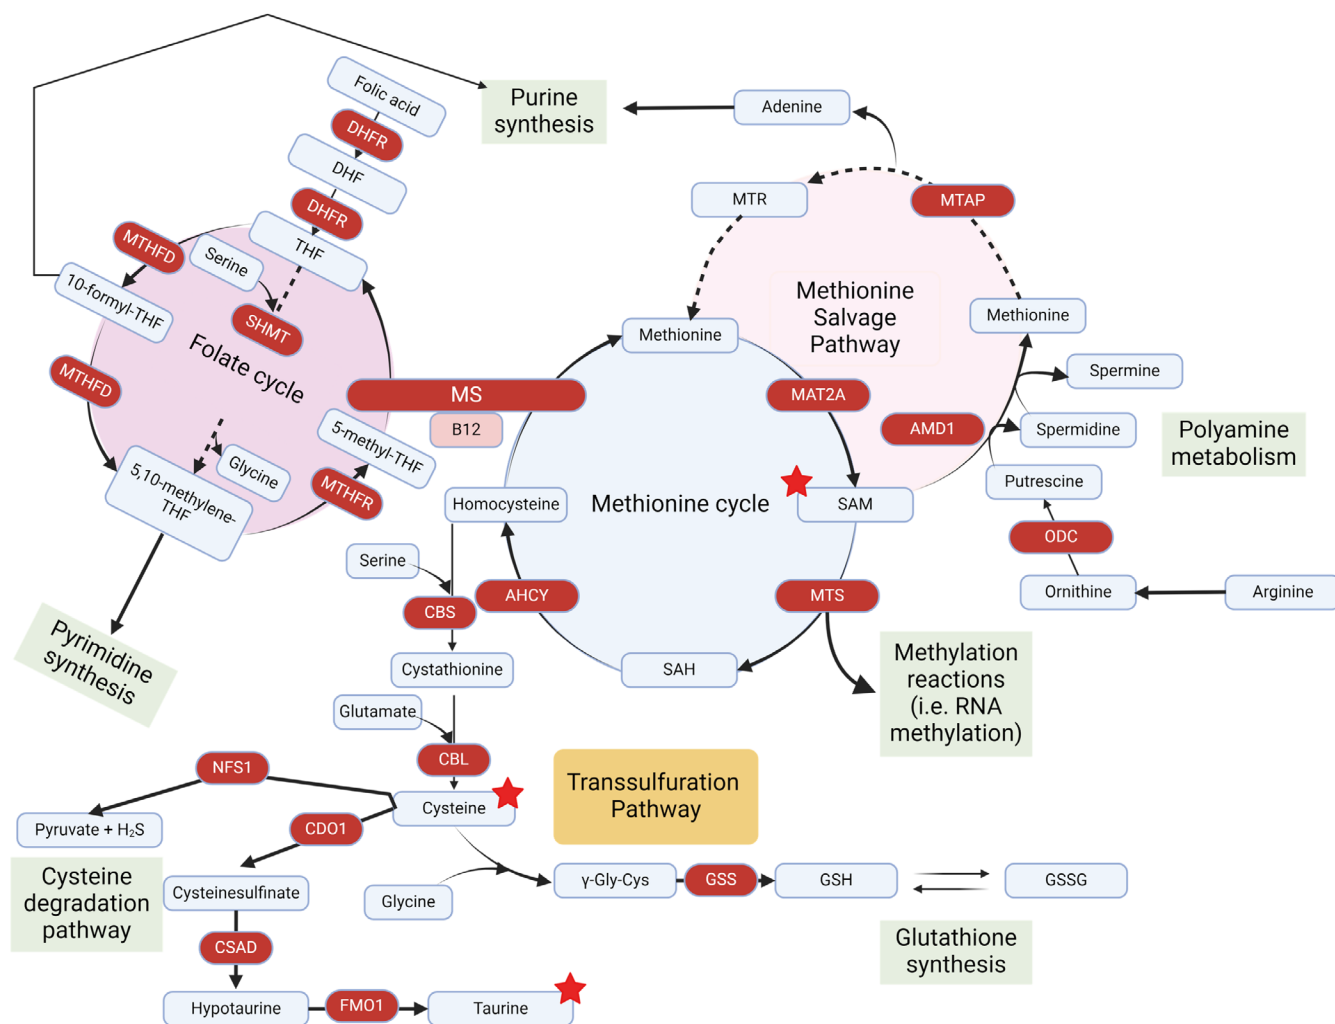 Folic acid
DHFR
DHF
DHFR
THF
Purine
synthesis
Adenine
MTR
MTAP
MTHFD
Serine
10-formyl-THF
SHMT
Folate cycle
MTHFD
5,10-methylene-
THF
Glycine
MTHFR
5-methyl-THF
MS
B12
Pyrimidine
synthesis
Methionine
Salvage
Pathway
Methionine
Methionine
MAT2A
AMD1
Spermine
Spermidine
Putrescine
Polyamine
metabolism
ODC
Ornithine
Arginine
Methionine cycle
SAM
Homocysteine
AHCY
MTS
SAH
Methylation
reactions
(i.e. RNA
methylation)
Serine
CBS
Cystathionine
Glutamate
CBL
Cysteine
Transsulfuration
Pathway
NFS1
Pyruvate + H₂S
CDO1
Cysteine
degradation
pathway
Cysteinesulfinate
CSAD
Hypotaurine
FMO1
Taurine
Glycine
γ-Gly-Cys
GSS
GSH
GSSG
Glutathione
synthesis